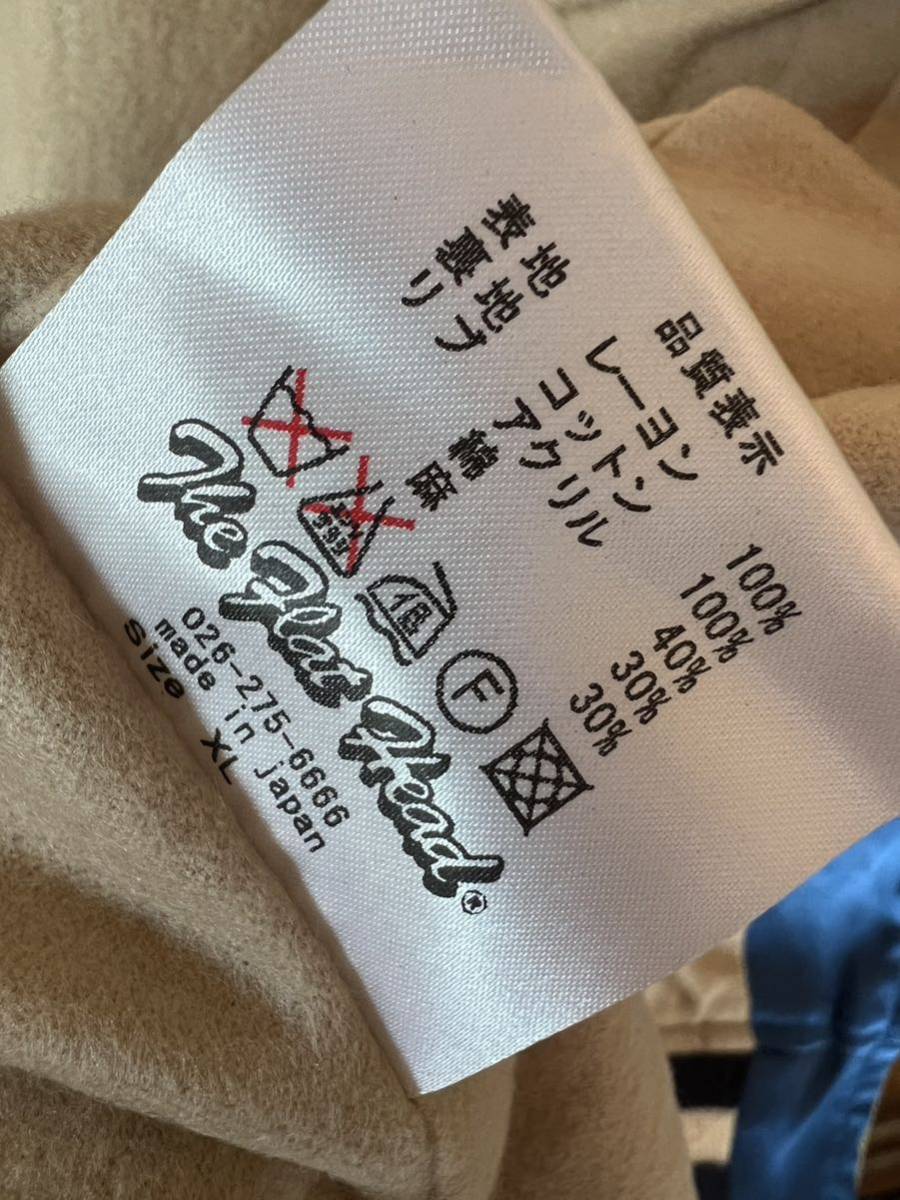 品質表示
表地 レーヨン 100%
裏地 コットン 100%
リブ アクリル 40%
綿 30%
麻 30%
F
The Flat Head®
026-275-6666
made in japan
size XL